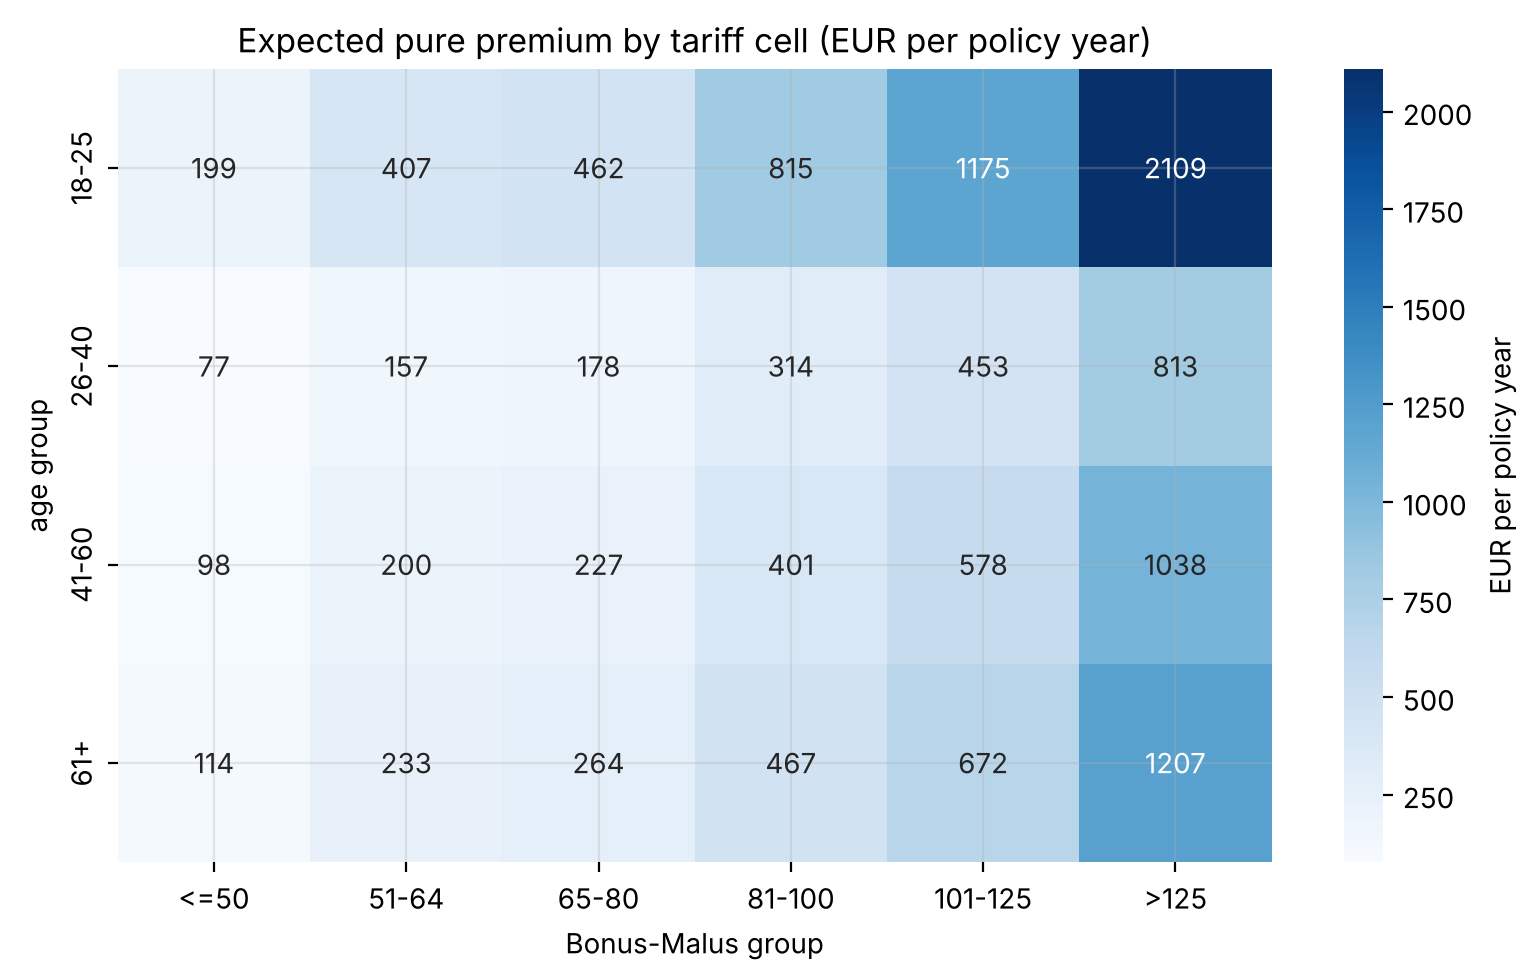 Expected pure premium by tariff cell (EUR per policy year)
18-25
199 407 462 815 1175 2109
26-40
77 157 178 314 453 813
41-60
98 200 227 401 578 1038
61+
114 233 264 467 672 1207
age group
<=50 51-64 65-80 81-100 101-125 >125
Bonus-Malus group
2000
1750
1500
1250
1000
750
500
250
EUR per policy year